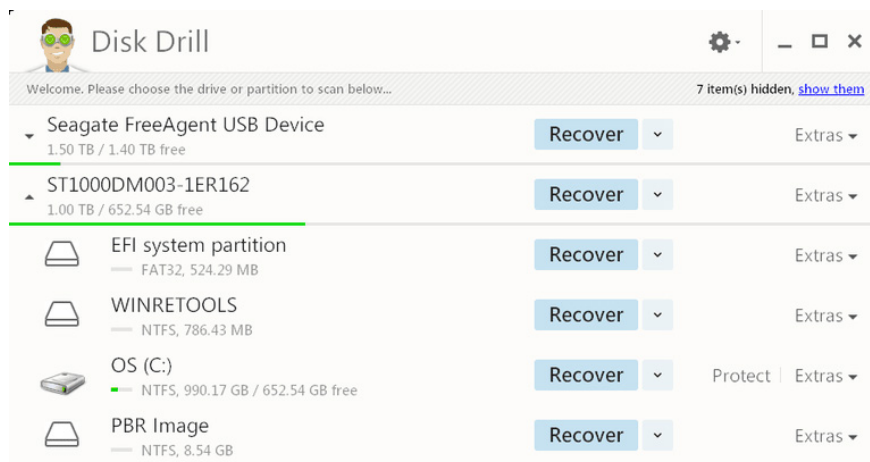 Disk Drill
Welcome. Please choose the drive or partition to scan below...
7 item(s) hidden, show them
Seagate FreeAgent USB Device
1.50 TB / 1.40 TB free
Recover
Extras
ST1000DM003-1ER162
1.00 TB / 652.54 GB free
Recover
Extras
EFI system partition
FAT32, 524.29 MB
Recover
Extras
WINRETOOLS
NTFS, 786.43 MB
Recover
Extras
OS (C:)
NTFS, 990.17 GB / 652.54 GB free
Recover
Protect
Extras
PBR Image
NTFS, 8.54 GB
Recover
Extras